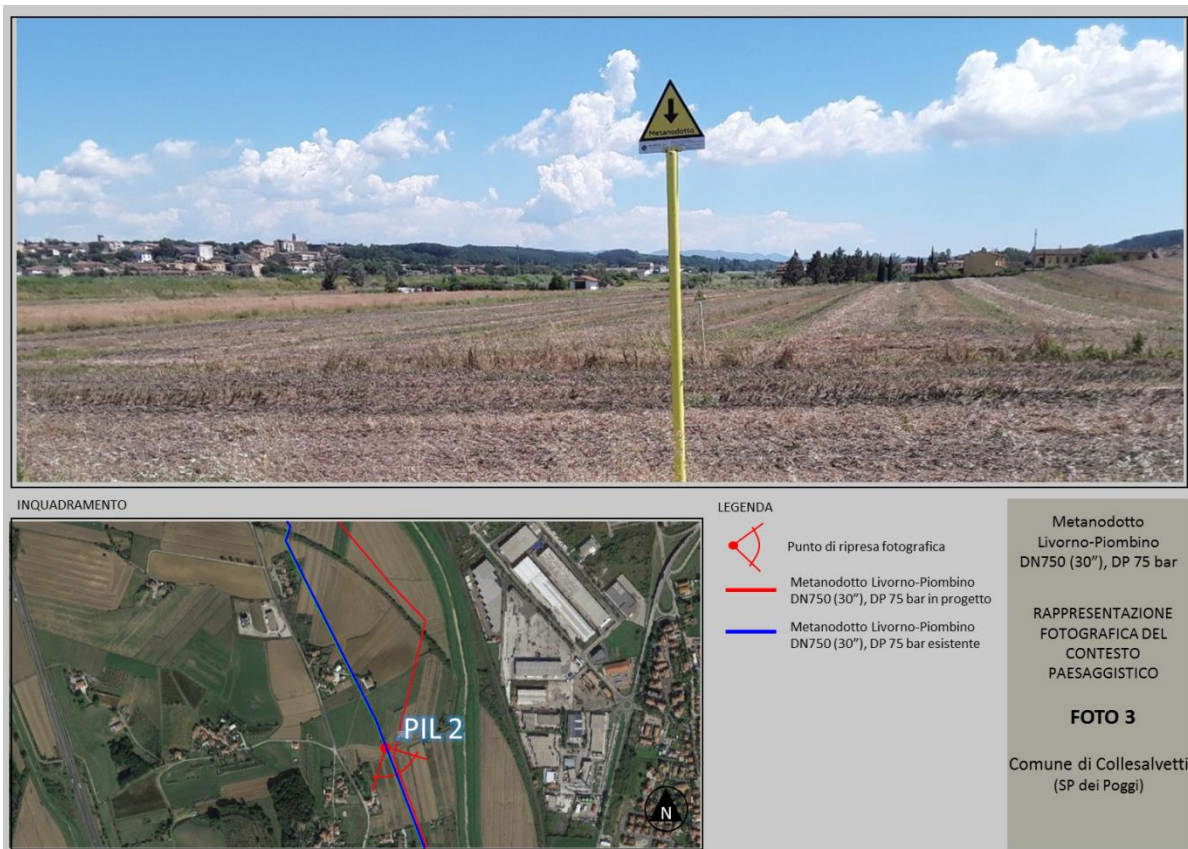 Metanodotto
INQUADRAMENTO
PIL 2
N
LEGENDA
Punto di ripresa fotografica
Metanodotto Livorno-Piombino
DN750 (30”), DP 75 bar in progetto
Metanodotto Livorno-Piombino
DN750 (30”), DP 75 bar esistente
Metanodotto
Livorno-Piombino
DN750 (30”), DP 75 bar
RAPPRESENTAZIONE
FOTOGRAFICA DEL
CONTESTO
PAESAGGISTICO
FOTO 3
Comune di Collesalvetti
(SP dei Poggi)